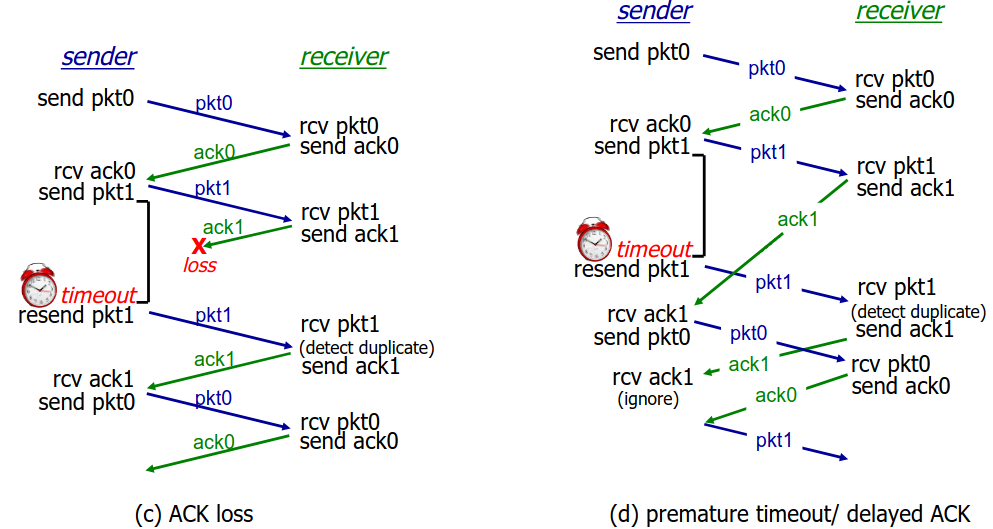 sender
receiver
send pkt0
pkt0
rcv pkt0
send ack0
ack0
rcv ack0
send pkt1
pkt1
rcv pkt1
send ack1
ack1
X
loss
timeout
resend pkt1
pkt1
rcv pkt1
(detect duplicate)
send ack1
ack1
rcv ack1
send pkt0
pkt0
rcv pkt0
send ack0
ack0
(c) ACK loss
sender
receiver
send pkt0
pkt0
rcv pkt0
send ack0
ack0
rcv ack0
send pkt1
pkt1
rcv pkt1
send ack1
ack1
timeout
resend pkt1
pkt1
rcv pkt1
(detect duplicate)
send ack1
rcv ack1
send pkt0
pkt0
ack1
rcv pkt0
send ack0
rcv ack1
(ignore)
ack0
pkt1
(d) premature timeout/ delayed ACK